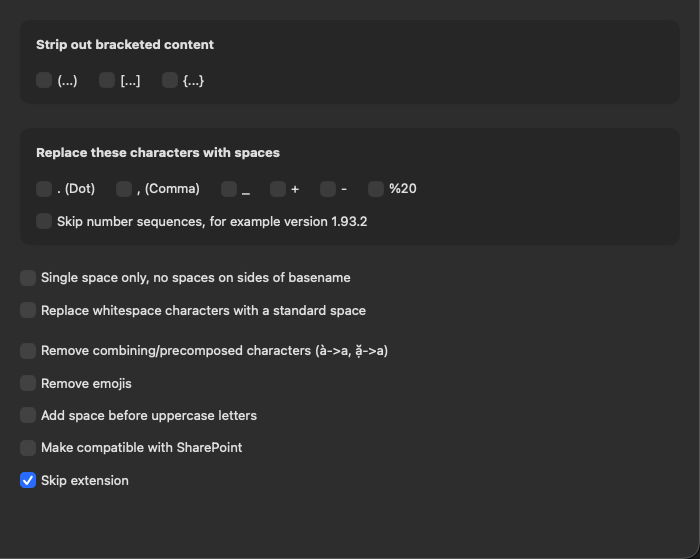 Strip out bracketed content
(...) [...] {...}
Replace these characters with spaces
. (Dot) , (Comma) _ + - %20
Skip number sequences, for example version 1.93.2
Single space only, no spaces on sides of basename
Replace whitespace characters with a standard space
Remove combining/precomposed characters (à->a, ặ->a)
Remove emojis
Add space before uppercase letters
Make compatible with SharePoint
Skip extension